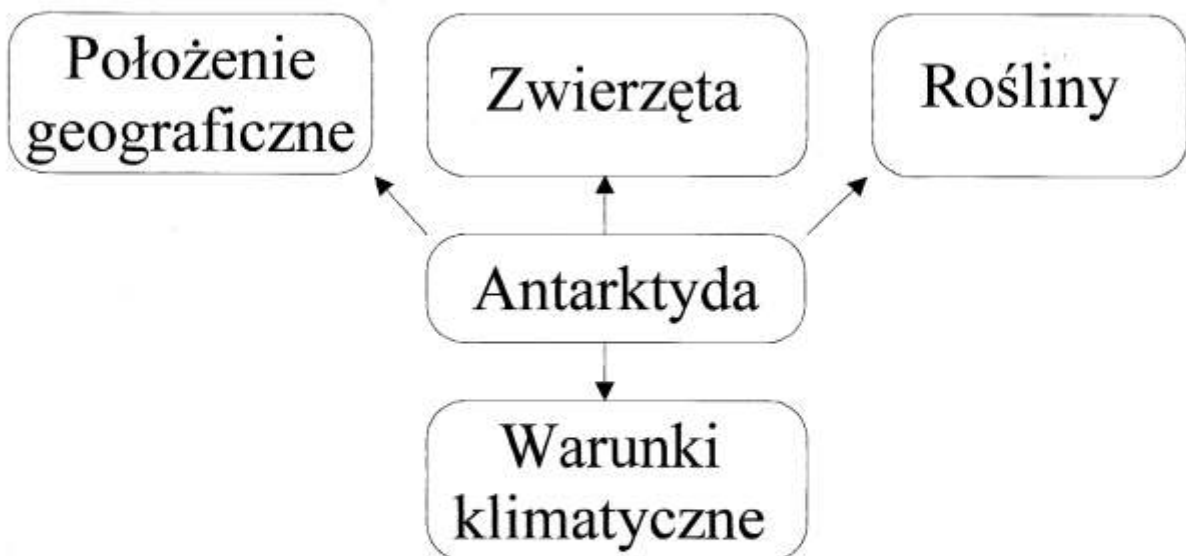 Położenie
geograficzne
Zwierzęta
Rośliny
Antarktyda
Warunki
klimatyczne